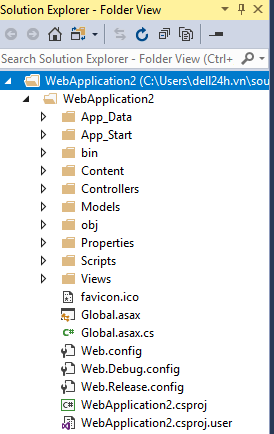 Solution Explorer - Folder View
Search Solution Explorer - Folder View (Ctrl+
WebApplication2 (C:\Users\dell24h.vn\sou
WebApplication2
App_Data
App_Start
bin
Content
Controllers
Models
obj
Properties
Scripts
Views
favicon.ico
Global.asax
C# Global.asax.cs
Web.config
Web.Debug.config
Web.Release.config
C# WebApplication2.csproj
WebApplication2.csproj.user